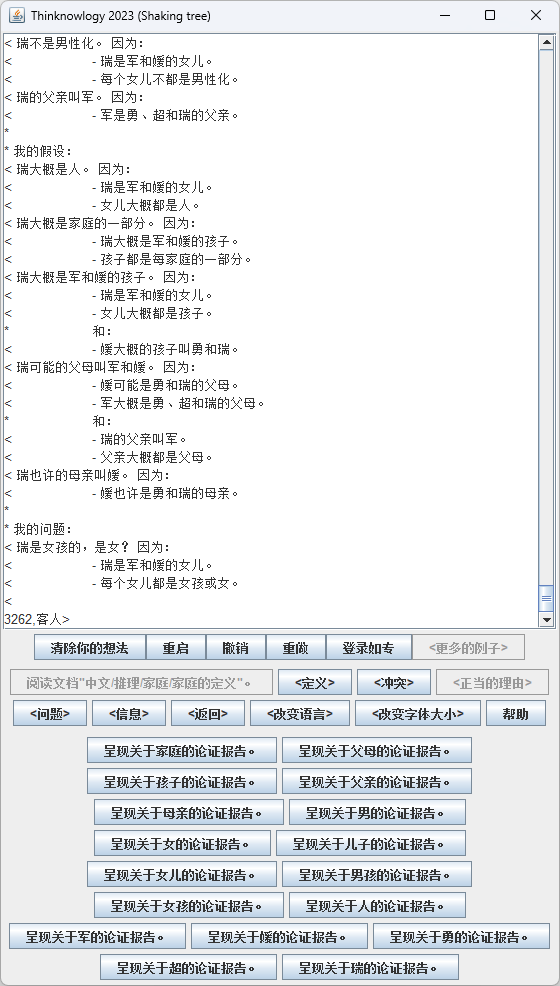 Thinknowlogy 2023 (Shaking tree)
< 瑞不是男性化。 因为:
< - 瑞是军和媛的女儿。
< - 每个女儿不都是男性化。
< 瑞的父亲叫军。 因为:
< - 军是勇、超和瑞的父亲。
*
* 我的假设:
< 瑞大概是人。 因为:
< - 瑞是军和媛的女儿。
< - 女儿大概都是人。
< 瑞大概是家庭的一部分。 因为:
< - 瑞大概是军和媛的孩子。
< - 孩子都是每家庭的一部分。
< 瑞大概是军和媛的孩子。 因为:
< - 瑞是军和媛的女儿。
< - 女儿大概都是孩子。
* 和:
< - 媛大概的孩子叫勇和瑞。
< 瑞可能的父母叫军和媛。 因为:
< - 媛可能是勇和瑞的父母。
< - 军大概是勇、超和瑞的父母。
* 和:
< - 瑞的父亲叫军。
< - 父亲大概都是父母。
< 瑞也许的母亲叫媛。 因为:
< - 媛也许是勇和瑞的母亲。
*
* 我的问题:
< 瑞是女孩的，是女? 因为:
< - 瑞是军和媛的女儿。
< - 每个女儿都是女孩或女。
<
3262,客人>
清除你的想法 重启 撤销 重做 登录如专 <更多的例子>
阅读文档"中文/推理/家庭/家庭的定义"。 <定义> <冲突> <正当的理由>
<问题> <信息> <返回> <改变语言> <改变字体大小> 帮助
呈现关于家庭的论证报告。 呈现关于父母的论证报告。
呈现关于孩子的论证报告。 呈现关于父亲的论证报告。
呈现关于母亲的论证报告。 呈现关于男的论证报告。
呈现关于女的论证报告。 呈现关于儿子的论证报告。
呈现关于女儿的论证报告。 呈现关于男孩的论证报告。
呈现关于女孩的论证报告。 呈现关于人的论证报告。
呈现关于军的论证报告。 呈现关于媛的论证报告。 呈现关于勇的论证报告。
呈现关于超的论证报告。 呈现关于瑞的论证报告。